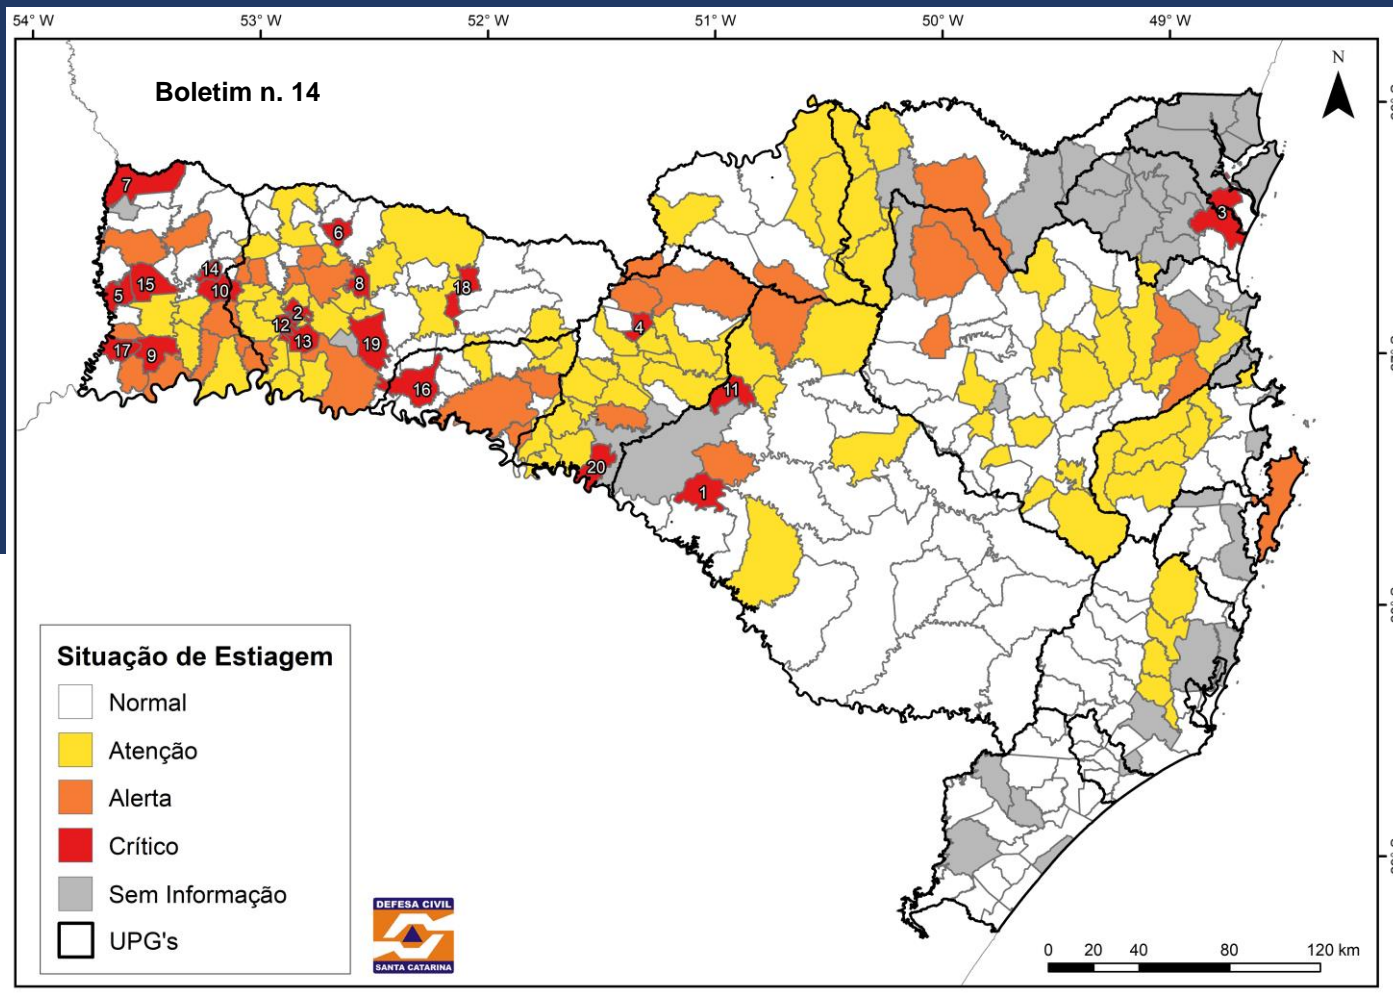 54° W 53° W 52° W 51° W 50° W 49° W
Boletim n. 14
N
7
3
6
14
15
5
10
8
18
2
12
13
4
17
9
19
16
11
20
1
Situação de Estiagem
Normal
Atenção
Alerta
Crítico
Sem Informação
UPG's
DEFESA CIVIL
SANTA CATARINA
0 20 40 80 120 km